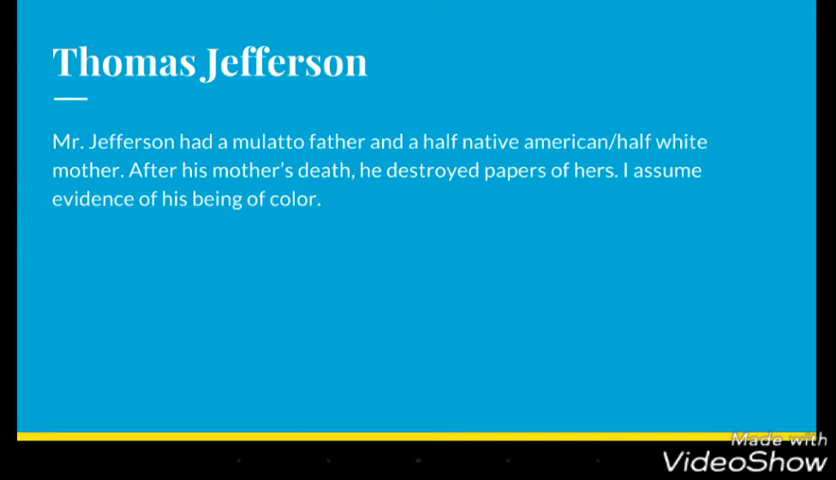 Thomas Jefferson
Mr. Jefferson had a mulatto father and a half native american/half white
mother. After his mother's death, he destroyed papers of hers. I assume
evidence of his being of color.
Made with
VideoShow